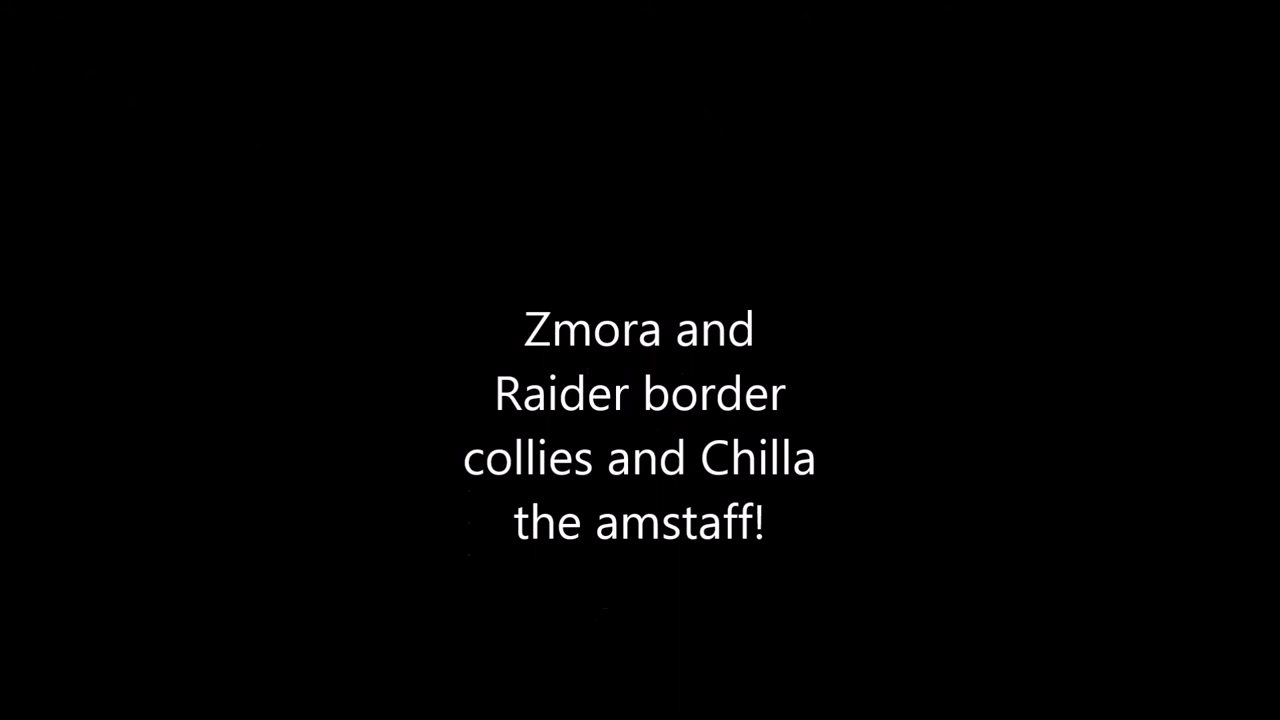 Zmora and
Raider border
collies and Chilla
the amstaff!